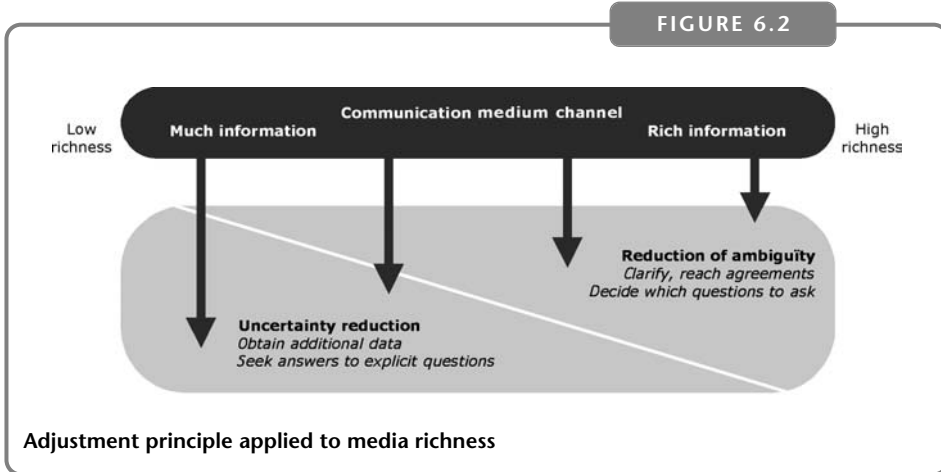 FIGURE 6.2
Communication medium channel
Low
richness
Much information
Rich information
High
richness
Reduction of ambiguïty
Clarify, reach agreements
Decide which questions to ask
Uncertainty reduction
Obtain additional data
Seek answers to explicit questions
Adjustment principle applied to media richness